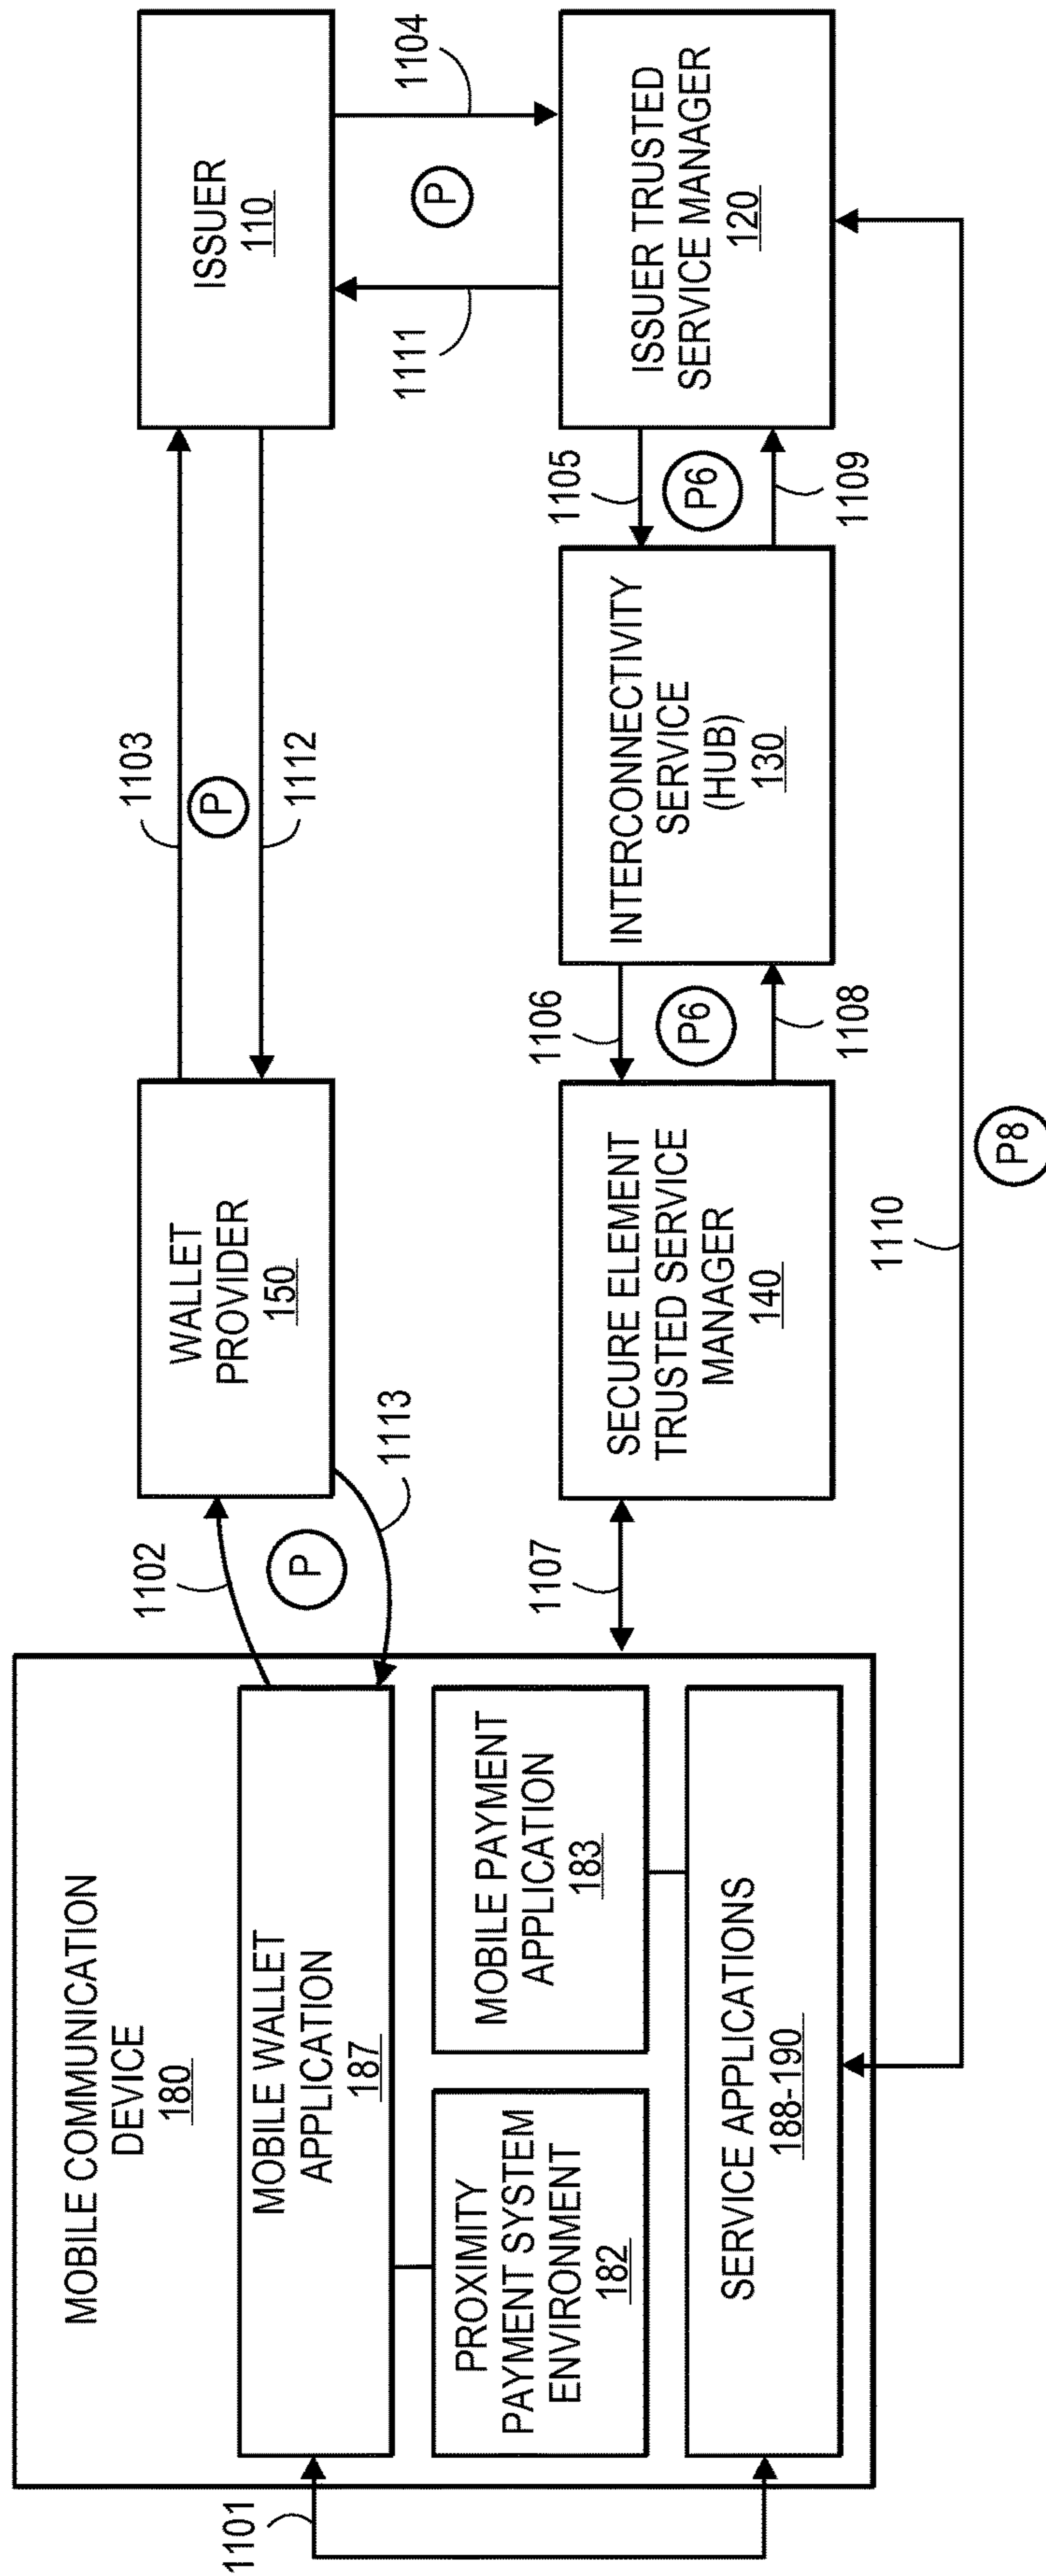 MOBILE COMMUNICATION
DEVICE
180
MOBILE WALLET
APPLICATION
187
PROXIMITY
PAYMENT SYSTEM
ENVIRONMENT
182
MOBILE PAYMENT
APPLICATION
183
SERVICE APPLICATIONS
188-190
1101
1102
P
1113
WALLET
PROVIDER
150
1103
P
1112
ISSUER
110
1107
SECURE ELEMENT
TRUSTED SERVICE
MANAGER
140
1106
P6
1108
INTERCONNECTIVITY
SERVICE
(HUB)
130
1105
P6
1109
1111
P
1104
ISSUER TRUSTED
SERVICE MANAGER
120
1110
P8